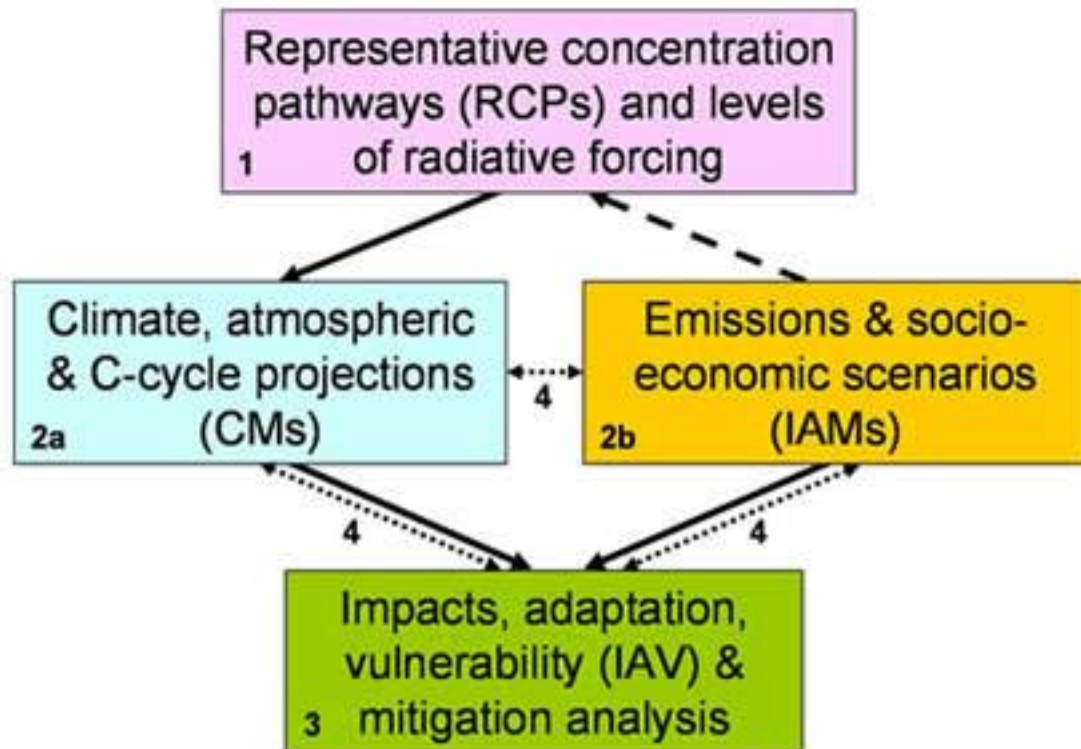 Representative concentration
pathways (RCPs) and levels
of radiative forcing
1
Climate, atmospheric
& C-cycle projections
(CMs)
2a
4
Emissions & socio-
economic scenarios
(IAMs)
2b
4
4
Impacts, adaptation,
vulnerability (IAV) &
mitigation analysis
3